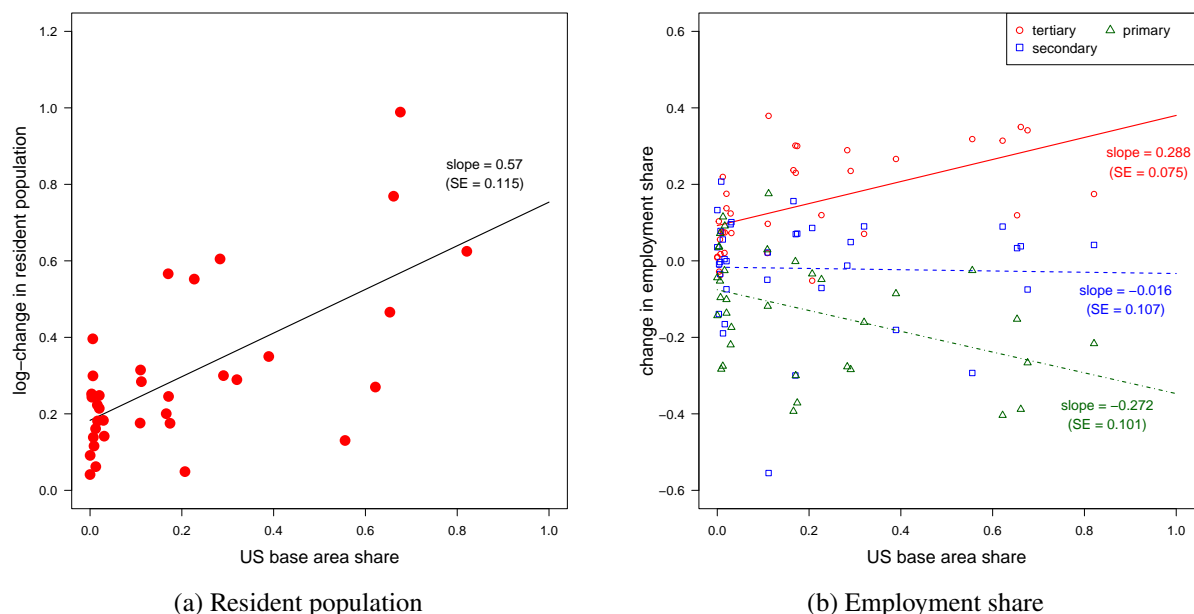 1.2
1.0
0.8
0.6
0.4
0.2
0.0
log−change in resident population
slope = 0.57
(SE = 0.115)
0.0 0.2 0.4 0.6 0.8 1.0
US base area share
(a) Resident population
0.6
0.4
0.2
0.0
−0.2
−0.4
−0.6
change in employment share
tertiary primary
secondary
slope = 0.288
(SE = 0.075)
slope = −0.016
(SE = 0.107)
slope = −0.272
(SE = 0.101)
0.0 0.2 0.4 0.6 0.8 1.0
US base area share
(b) Employment share